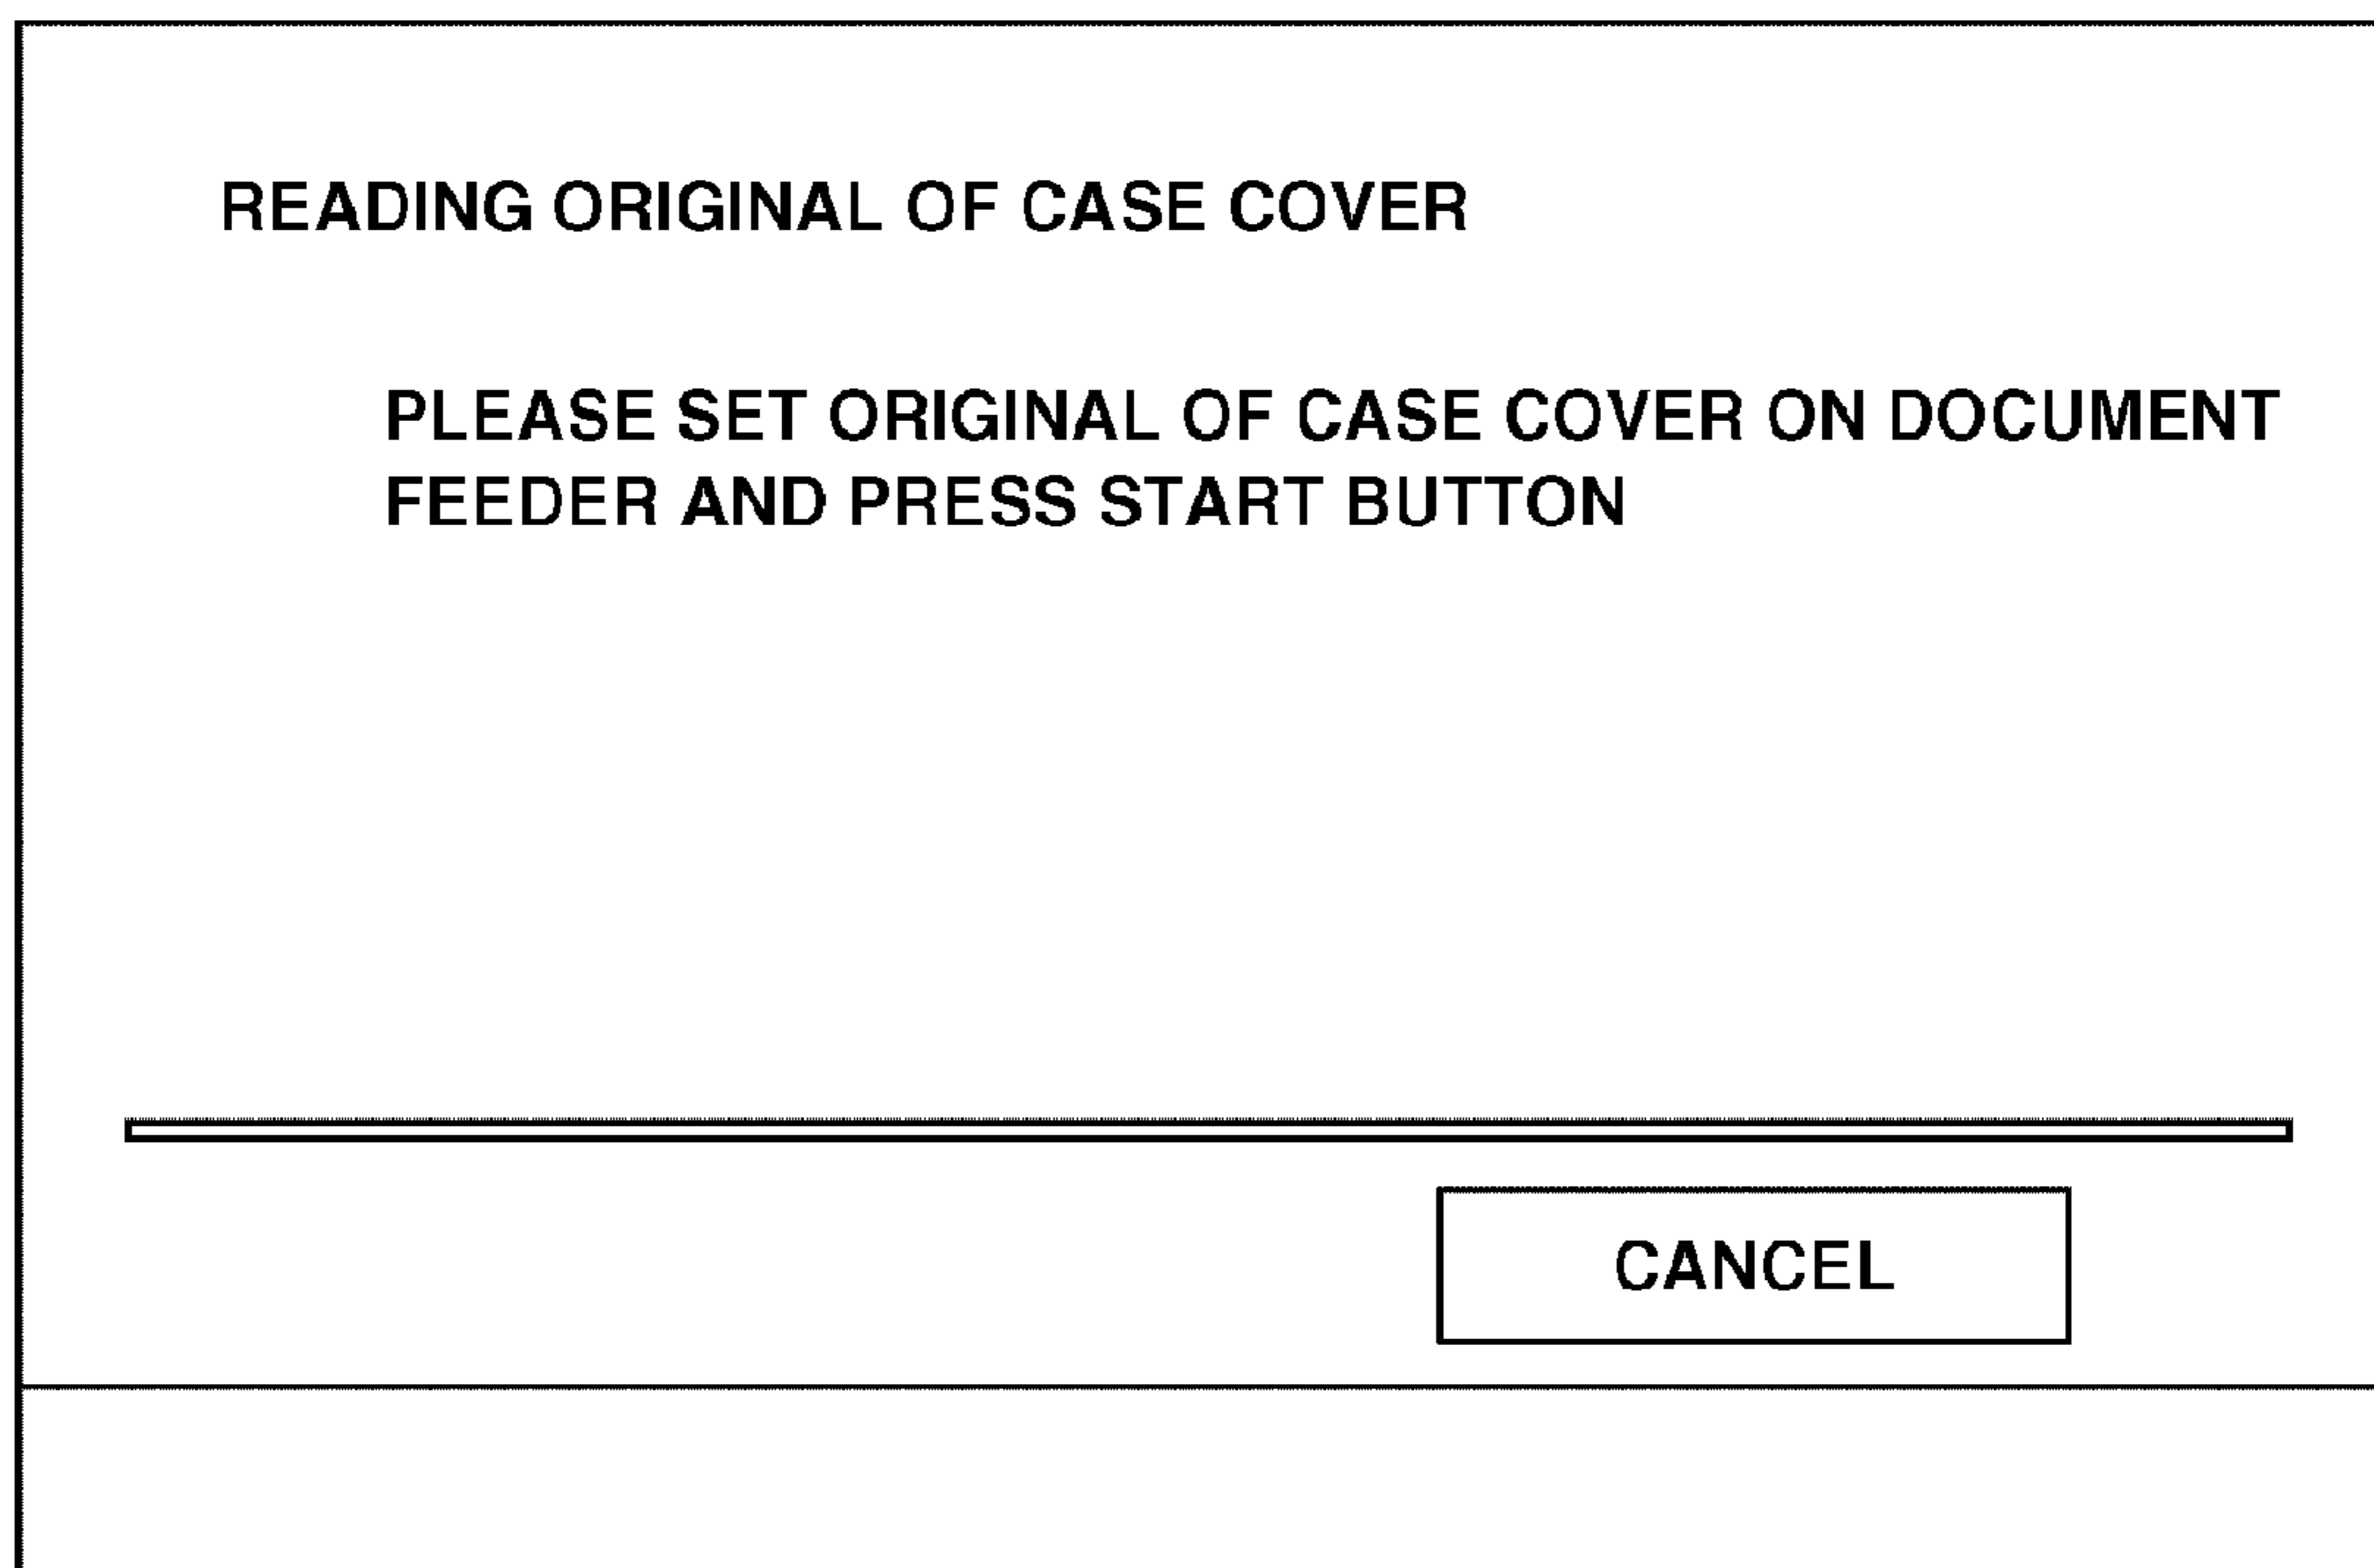 READING ORIGINAL OF CASE COVER
PLEASE SET ORIGINAL OF CASE COVER ON DOCUMENT
FEEDER AND PRESS START BUTTON
CANCEL